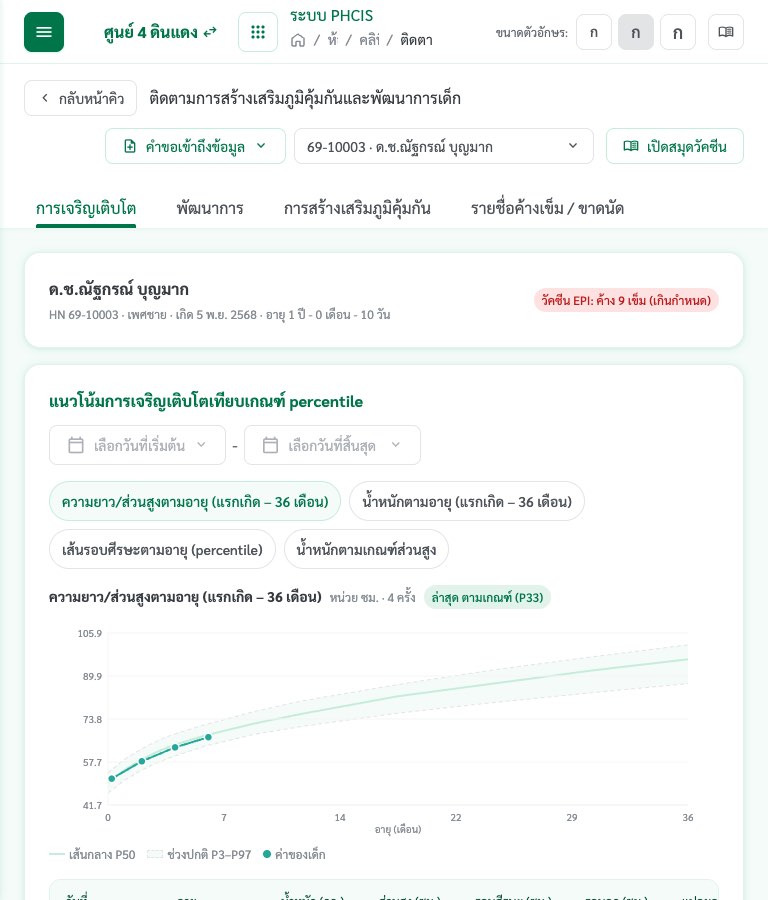 ศูนย์ 4 ดินแดง
ระบบ PHCIS
/ / คลิ / ติดตา
ขนาดตัวอักษร: ก ก ก
กลับหน้าคิว
ติดตามการสร้างเสริมภูมิคุ้มกันและพัฒนาการเด็ก
คำขอเข้าถึงข้อมูล
69-10003 · ด.ช.ณัฐกรณ์ บุญมาก
เปิดสมุดวัคซีน
การเจริญเติบโต พัฒนาการ การสร้างเสริมภูมิคุ้มกัน รายชื่อค้างเข็ม / ขาดนัด
ด.ช.ณัฐกรณ์ บุญมาก
HN 69-10003 · เพศชาย · เกิด 5 พ.ย. 2568 · อายุ 1 ปี - 0 เดือน - 10 วัน
วัคซีน EPI: ค้าง 9 เข็ม (เกินกำหนด)
แนวโน้มการเจริญเติบโตเทียบเกณฑ์ percentile
เลือกวันที่เริ่มต้น - เลือกวันที่สิ้นสุด
ความยาว/ส่วนสูงตามอายุ (แรกเกิด – 36 เดือน) น้ำหนักตามอายุ (แรกเกิด – 36 เดือน)
เส้นรอบศีรษะตามอายุ (percentile) น้ำหนักตามเกณฑ์ส่วนสูง
ความยาว/ส่วนสูงตามอายุ (แรกเกิด – 36 เดือน) หน่วย ซม. · 4 ครั้ง ล่าสุด ตามเกณฑ์ (P33)
105.9
89.9
73.8
57.7
41.7
0 7 14 22 29 36
อายุ (เดือน)
เส้นกลาง P50 ช่วงปกติ P3–P97 ค่าของเด็ก